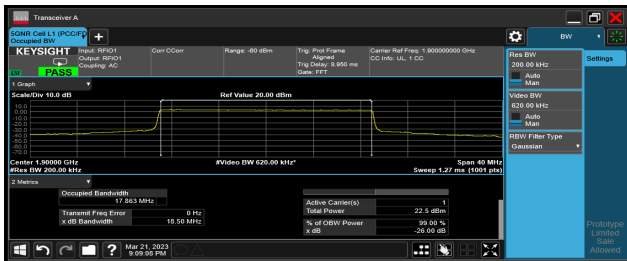 Transceiver A
5GNR Cell L1 (PCC/FD
Occupied BW
BW
KEYSIGHT
Input: RFIO1
Output: RFIO1
Coupling: AC
Corr CCorr
Range: -60 dBm
Trig: Prot Frame
Aligned
Trig Delay: 8.950 ms
Gate: FFT
Carrier Ref Freq: 1.900000000 GHz
CC Info: UL, 1 CC
PASS
Res BW
200.00 kHz
Auto
Man
Settings
Video BW
620.00 kHz
Auto
Man
RBW Filter Type
Gaussian
1 Graph
Scale/Div 10.0 dB
Ref Value 20.00 dBm
10.0
0.0
-10.0
-20.0
-30.0
-40.0
-50.0
-60.0
-70.0
Center 1.90000 GHz
#Video BW 620.00 kHz*
Span 40 MHz
#Res BW 200.00 kHz
Sweep 1.27 ms (1001 pts)
2 Metrics
Occupied Bandwidth
17.863 MHz
Transmit Freq Error
0 Hz
x dB Bandwidth
18.50 MHz
Active Carrier(s)
1
Total Power
22.5 dBm
% of OBW Power
99.00 %
x dB
-26.00 dB
Prototype
Limited
Sale
Allowed
Mar 21, 2023
9:09:08 PM